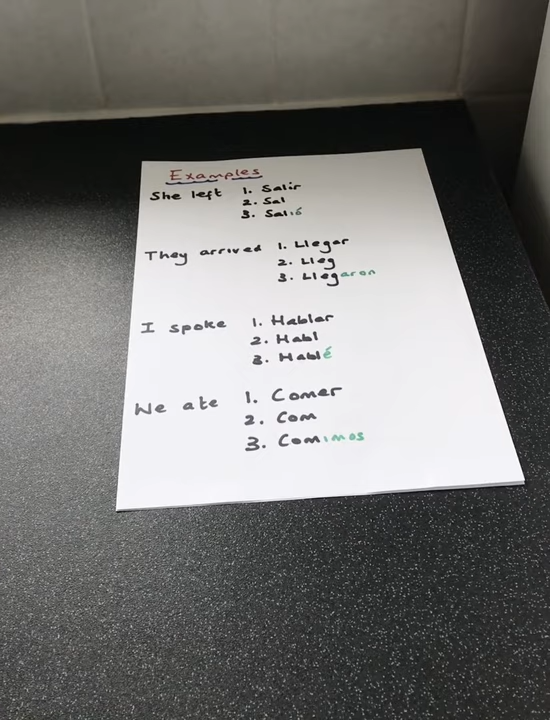 Examples
She left 1. Salir
2. Sal
3. Salió
They arrived 1. Llegar
2. Lleg
3. Llegaron
I spoke 1. Hablar
2. Habl
3. Hablé
We ate 1. Comer
2. Com
3. Comimos